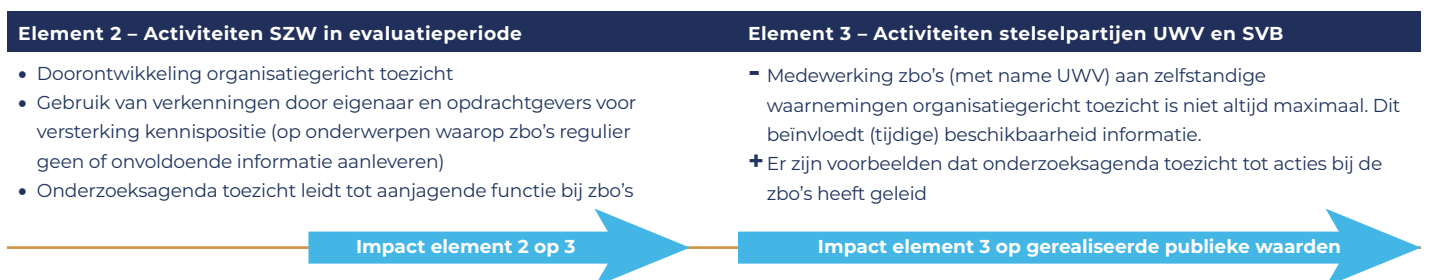 Element 2 – Activiteiten SZW in evaluatieperiode
• Doorontwikkeling organisatiegericht toezicht
• Gebruik van verkenningen door eigenaar en opdrachtgevers voor
versterking kennispositie (op onderwerpen waarop zbo's regulier
geen of onvoldoende informatie aanleveren)
• Onderzoeksagenda toezicht leidt tot aanjagende functie bij zbo's
Element 3 – Activiteiten stelselpartijen UWV en SVB
- Medewerking zbo's (met name UWV) aan zelfstandige
waarnemingen organisatiegericht toezicht is niet altijd maximaal. Dit
beïnvloedt (tijdige) beschikbaarheid informatie.
+ Er zijn voorbeelden dat onderzoeksagenda toezicht tot acties bij de
zbo's heeft geleid
Impact element 2 op 3
Impact element 3 op gerealiseerde publieke waarden